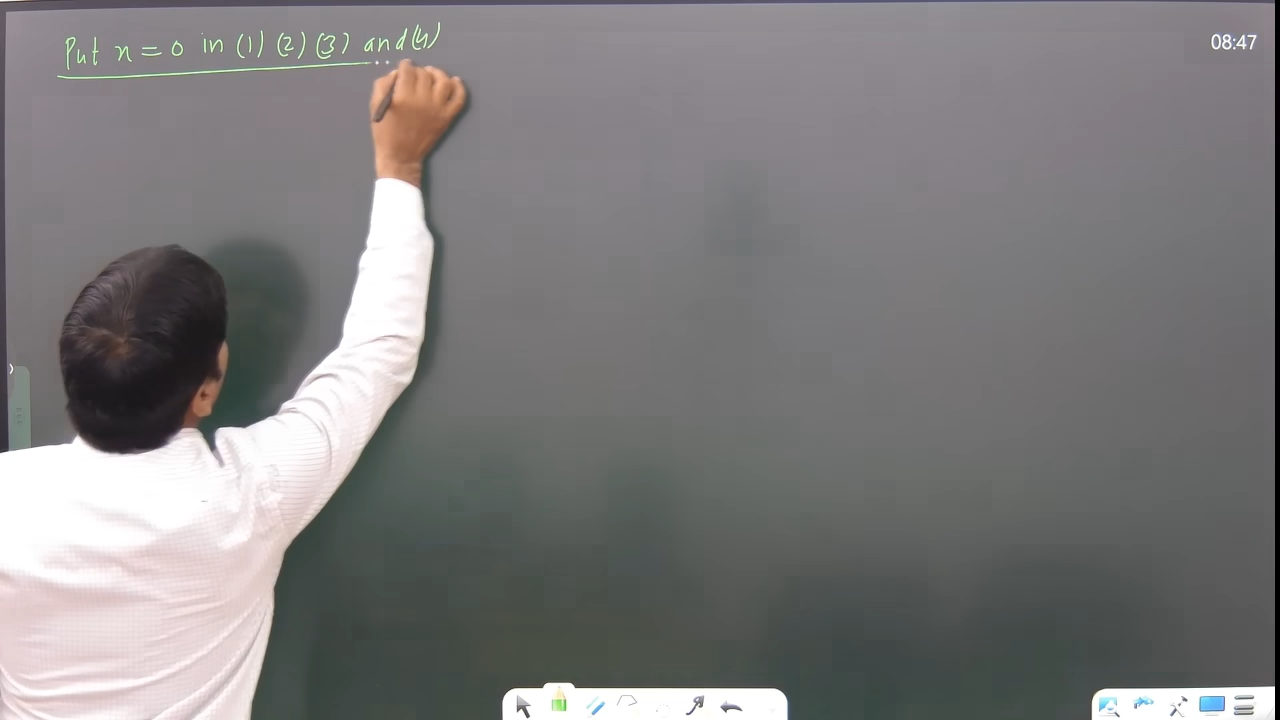 Put x = 0 in (1) (2) (3) and (4)
08:47